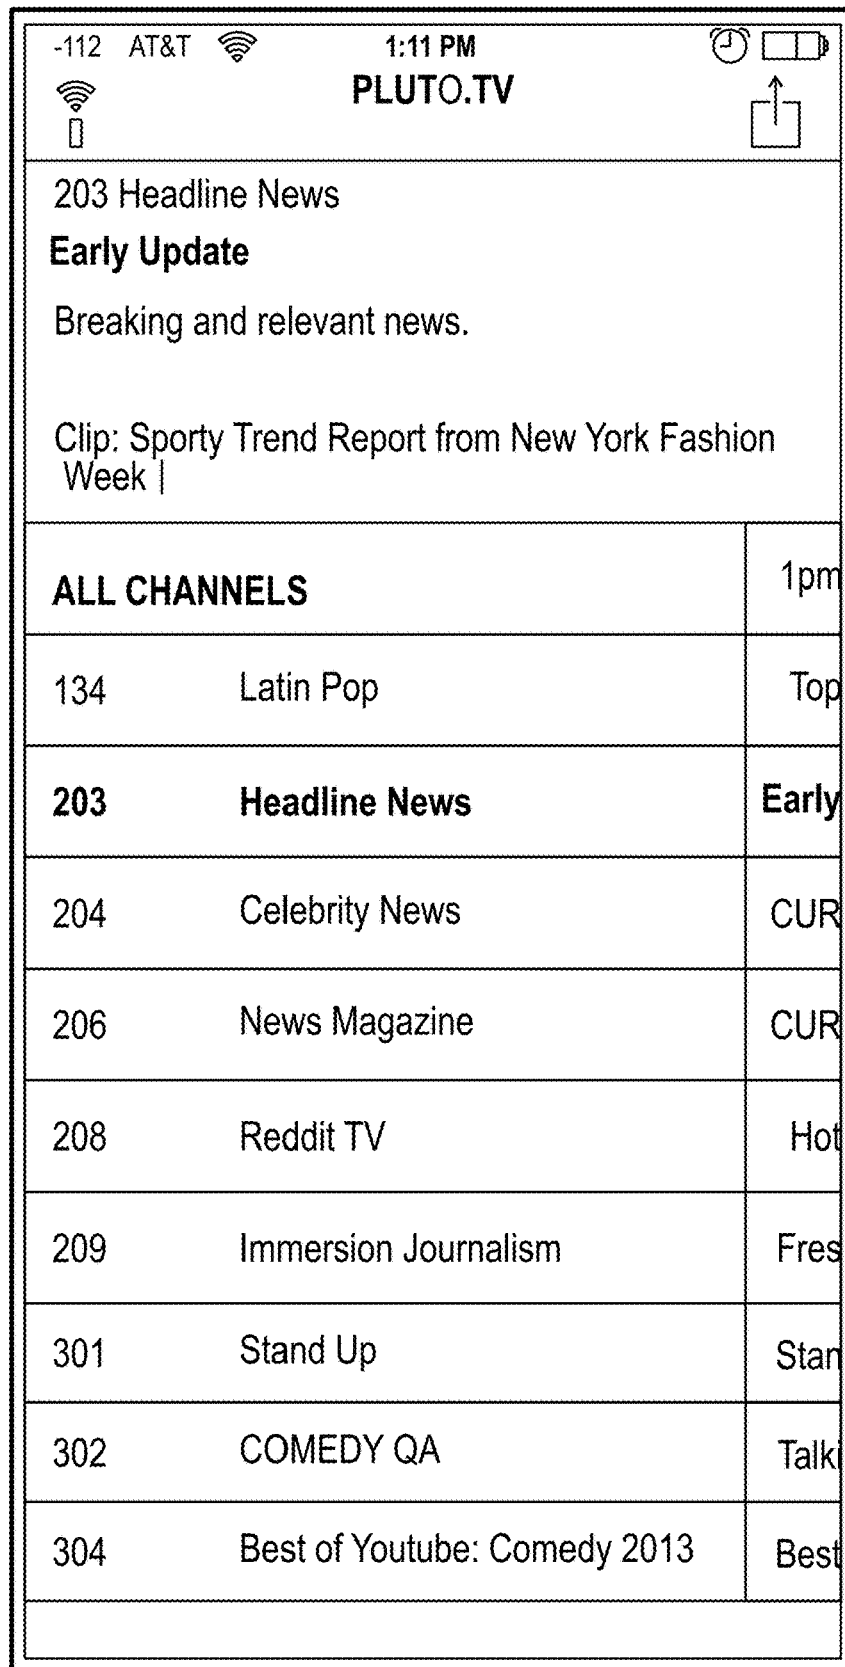 -112 AT&T 1:11 PM
PLUTO.TV
203 Headline News
Early Update
Breaking and relevant news.
Clip: Sporty Trend Report from New York Fashion
Week |
ALL CHANNELS 1pm
134 Latin Pop Top
203 Headline News Early
204 Celebrity News CUR
206 News Magazine CUR
208 Reddit TV Hot
209 Immersion Journalism Fres
301 Stand Up Stan
302 COMEDY QA Talki
304 Best of Youtube: Comedy 2013 Best